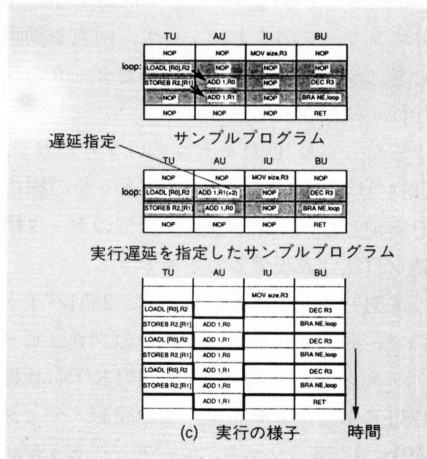 TU AU IU BU
NOP NOP MOV size,R3 NOP
loop: LOADL [R0],R2 NOP NOP NOP
STOREB R2,[R1] ADD 1,R0 NOP DEC R3
NOP ADD 1,R1 NOP BRA NE,loop
NOP NOP NOP RET
サンプルプログラム
遅延指定
TU AU IU BU
NOP NOP MOV size,R3 NOP
loop: LOADL [R0],R2 ADD 1,R1(+2) NOP DEC R3
STOREB R2,[R1] ADD 1,R0 NOP BRA NE,loop
NOP NOP NOP RET
実行遅延を指定したサンプルプログラム
TU AU IU BU
MOV size,R3
LOADL [R0],R2 DEC R3
STOREB R2,[R1] ADD 1,R0 BRA NE,loop
LOADL [R0],R2 ADD 1,R1 DEC R3
STOREB R2,[R1] ADD 1,R0 BRA NE,loop
LOADL [R0],R2 ADD 1,R1 DEC R3
STOREB R2,[R1] ADD 1,R0 BRA NE,loop
ADD 1,R1 RET
(c) 実行の様子 時間